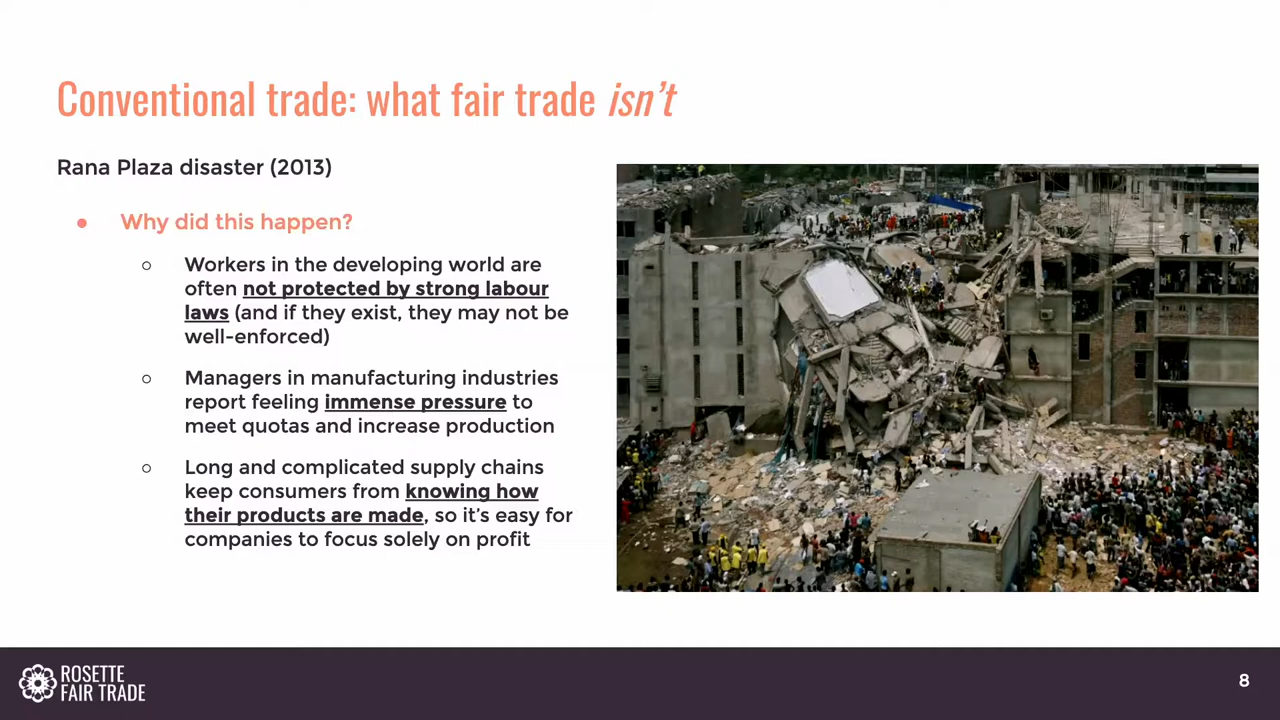 Conventional trade: what fair trade isn't
Rana Plaza disaster (2013)
● Why did this happen?
○ Workers in the developing world are
often not protected by strong labour
laws (and if they exist, they may not be
well-enforced)
○ Managers in manufacturing industries
report feeling immense pressure to
meet quotas and increase production
○ Long and complicated supply chains
keep consumers from knowing how
their products are made, so it's easy for
companies to focus solely on profit
ROSETTE
FAIR TRADE
8